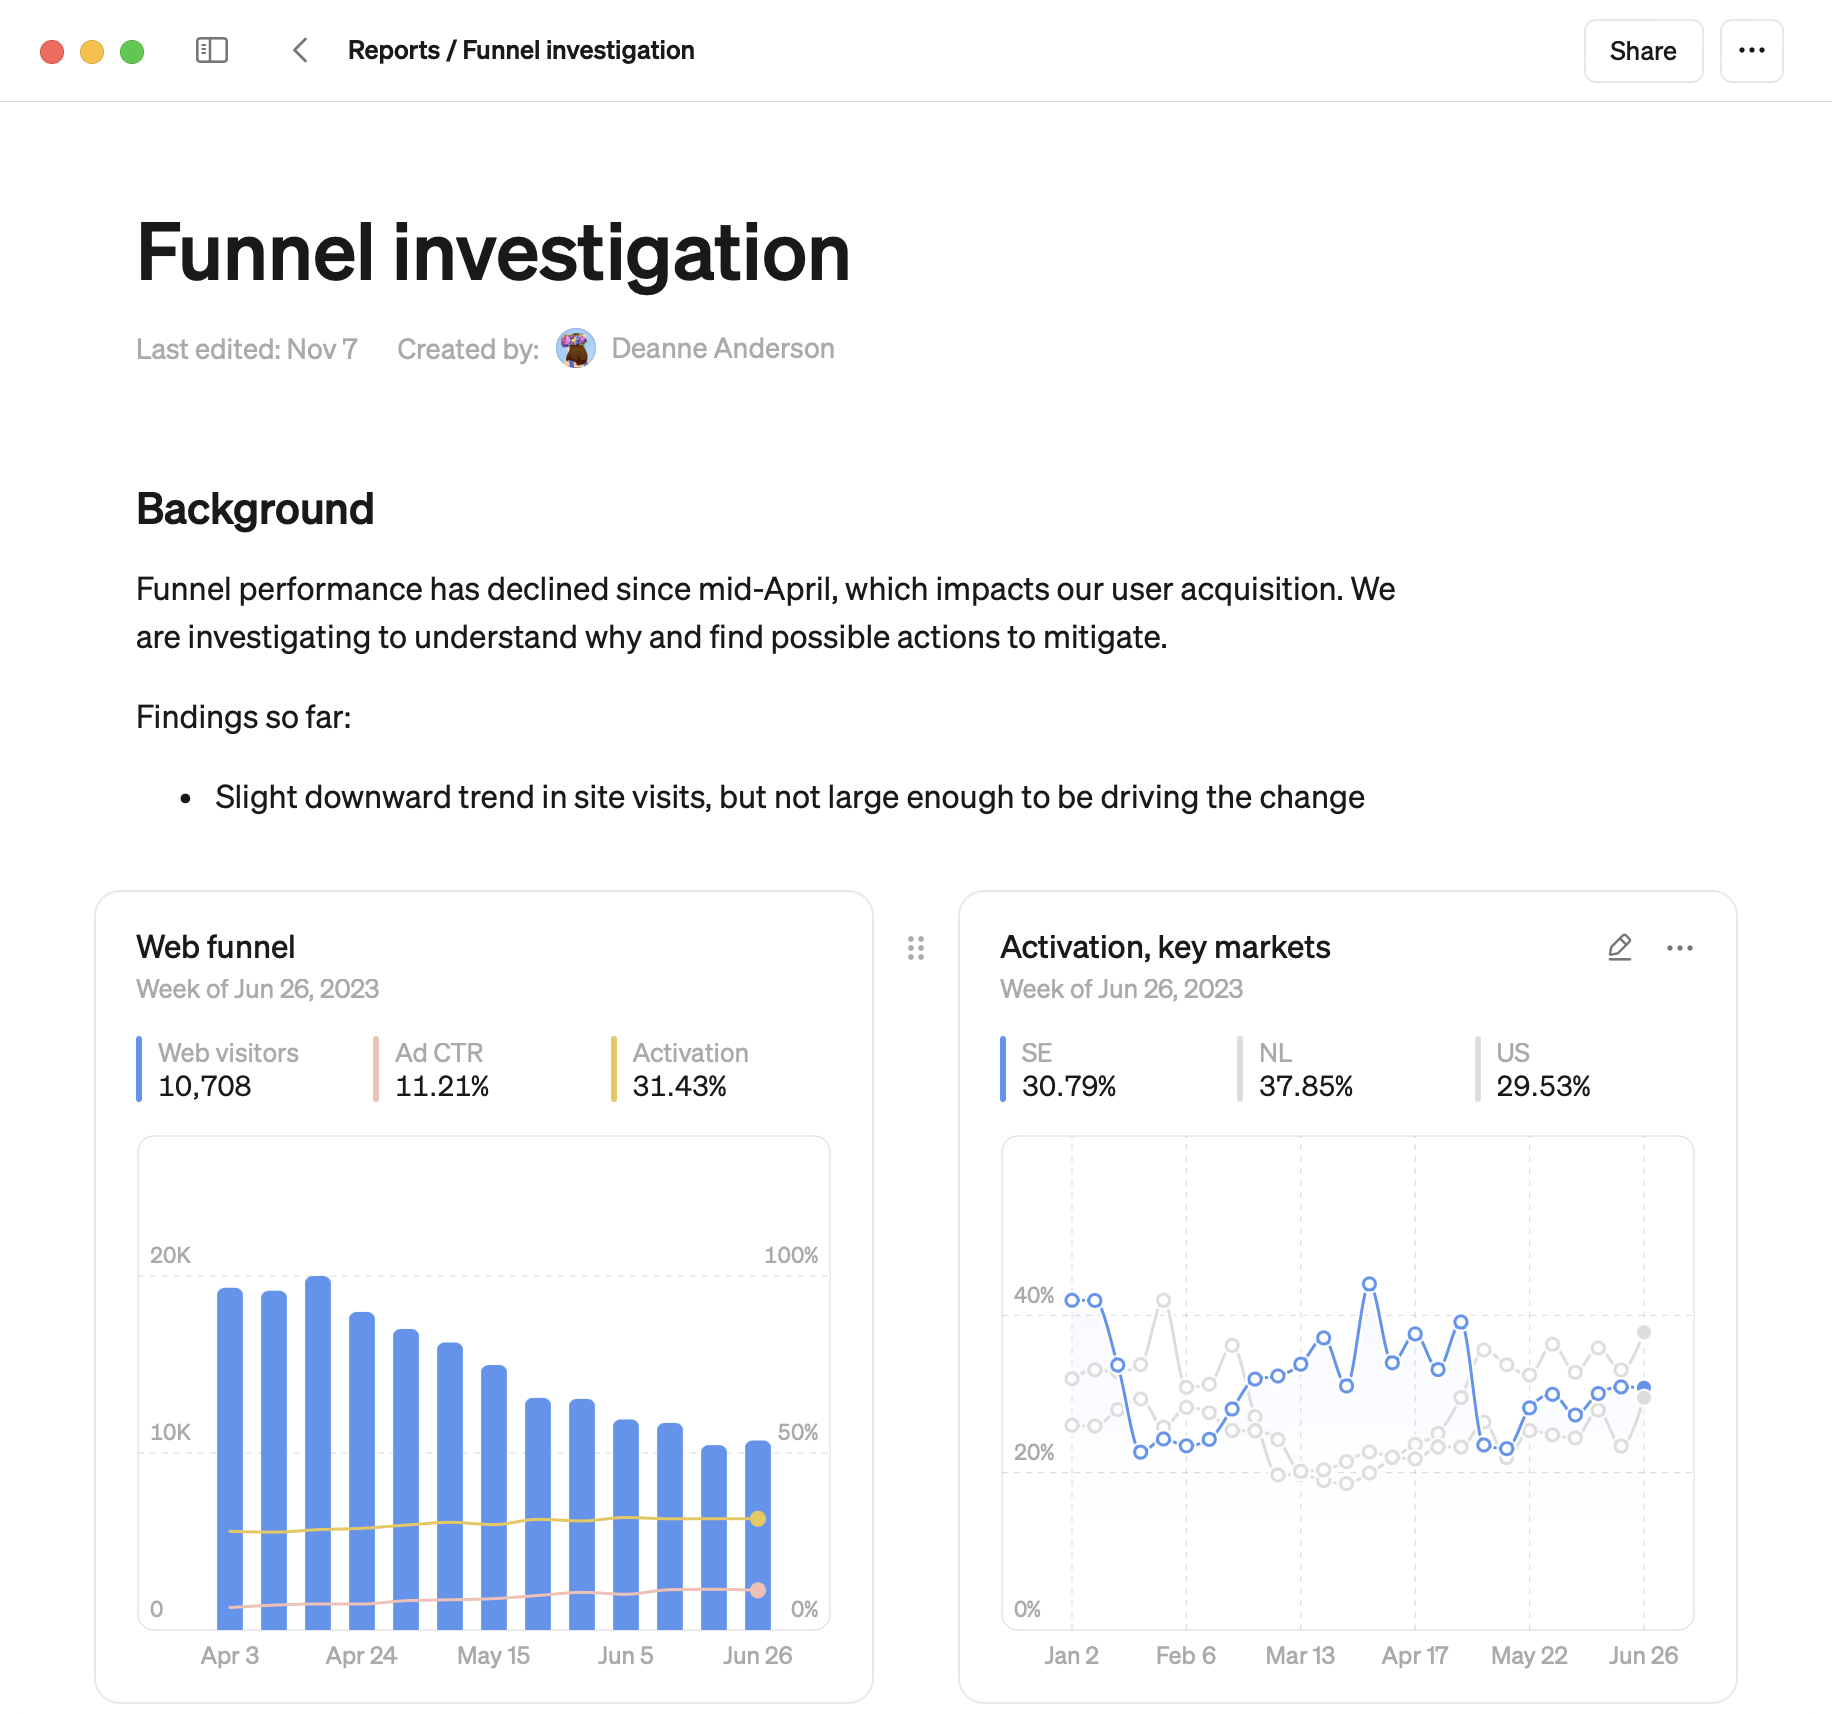 Reports / Funnel investigation
Share
Funnel investigation
Last edited: Nov 7 Created by: Deanne Anderson
Background
Funnel performance has declined since mid-April, which impacts our user acquisition. We
are investigating to understand why and find possible actions to mitigate.
Findings so far:
• Slight downward trend in site visits, but not large enough to be driving the change
Web funnel
Week of Jun 26, 2023
Web visitors Ad CTR Activation
10,708 11.21% 31.43%
20K 100%
10K 50%
0 0%
Apr 3 Apr 24 May 15 Jun 5 Jun 26
Activation, key markets
Week of Jun 26, 2023
SE NL US
30.79% 37.85% 29.53%
40%
20%
0%
Jan 2 Feb 6 Mar 13 Apr 17 May 22 Jun 26